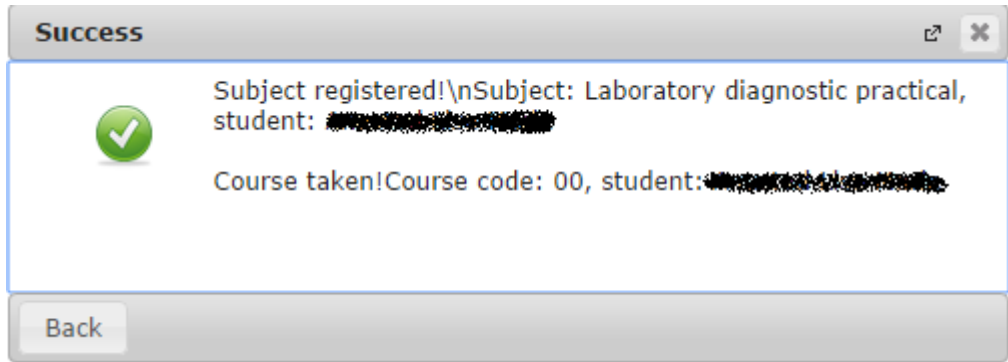 Success
Subject registered!\nSubject: Laboratory diagnostic practical,
student:
Course taken!Course code: 00, student:
Back